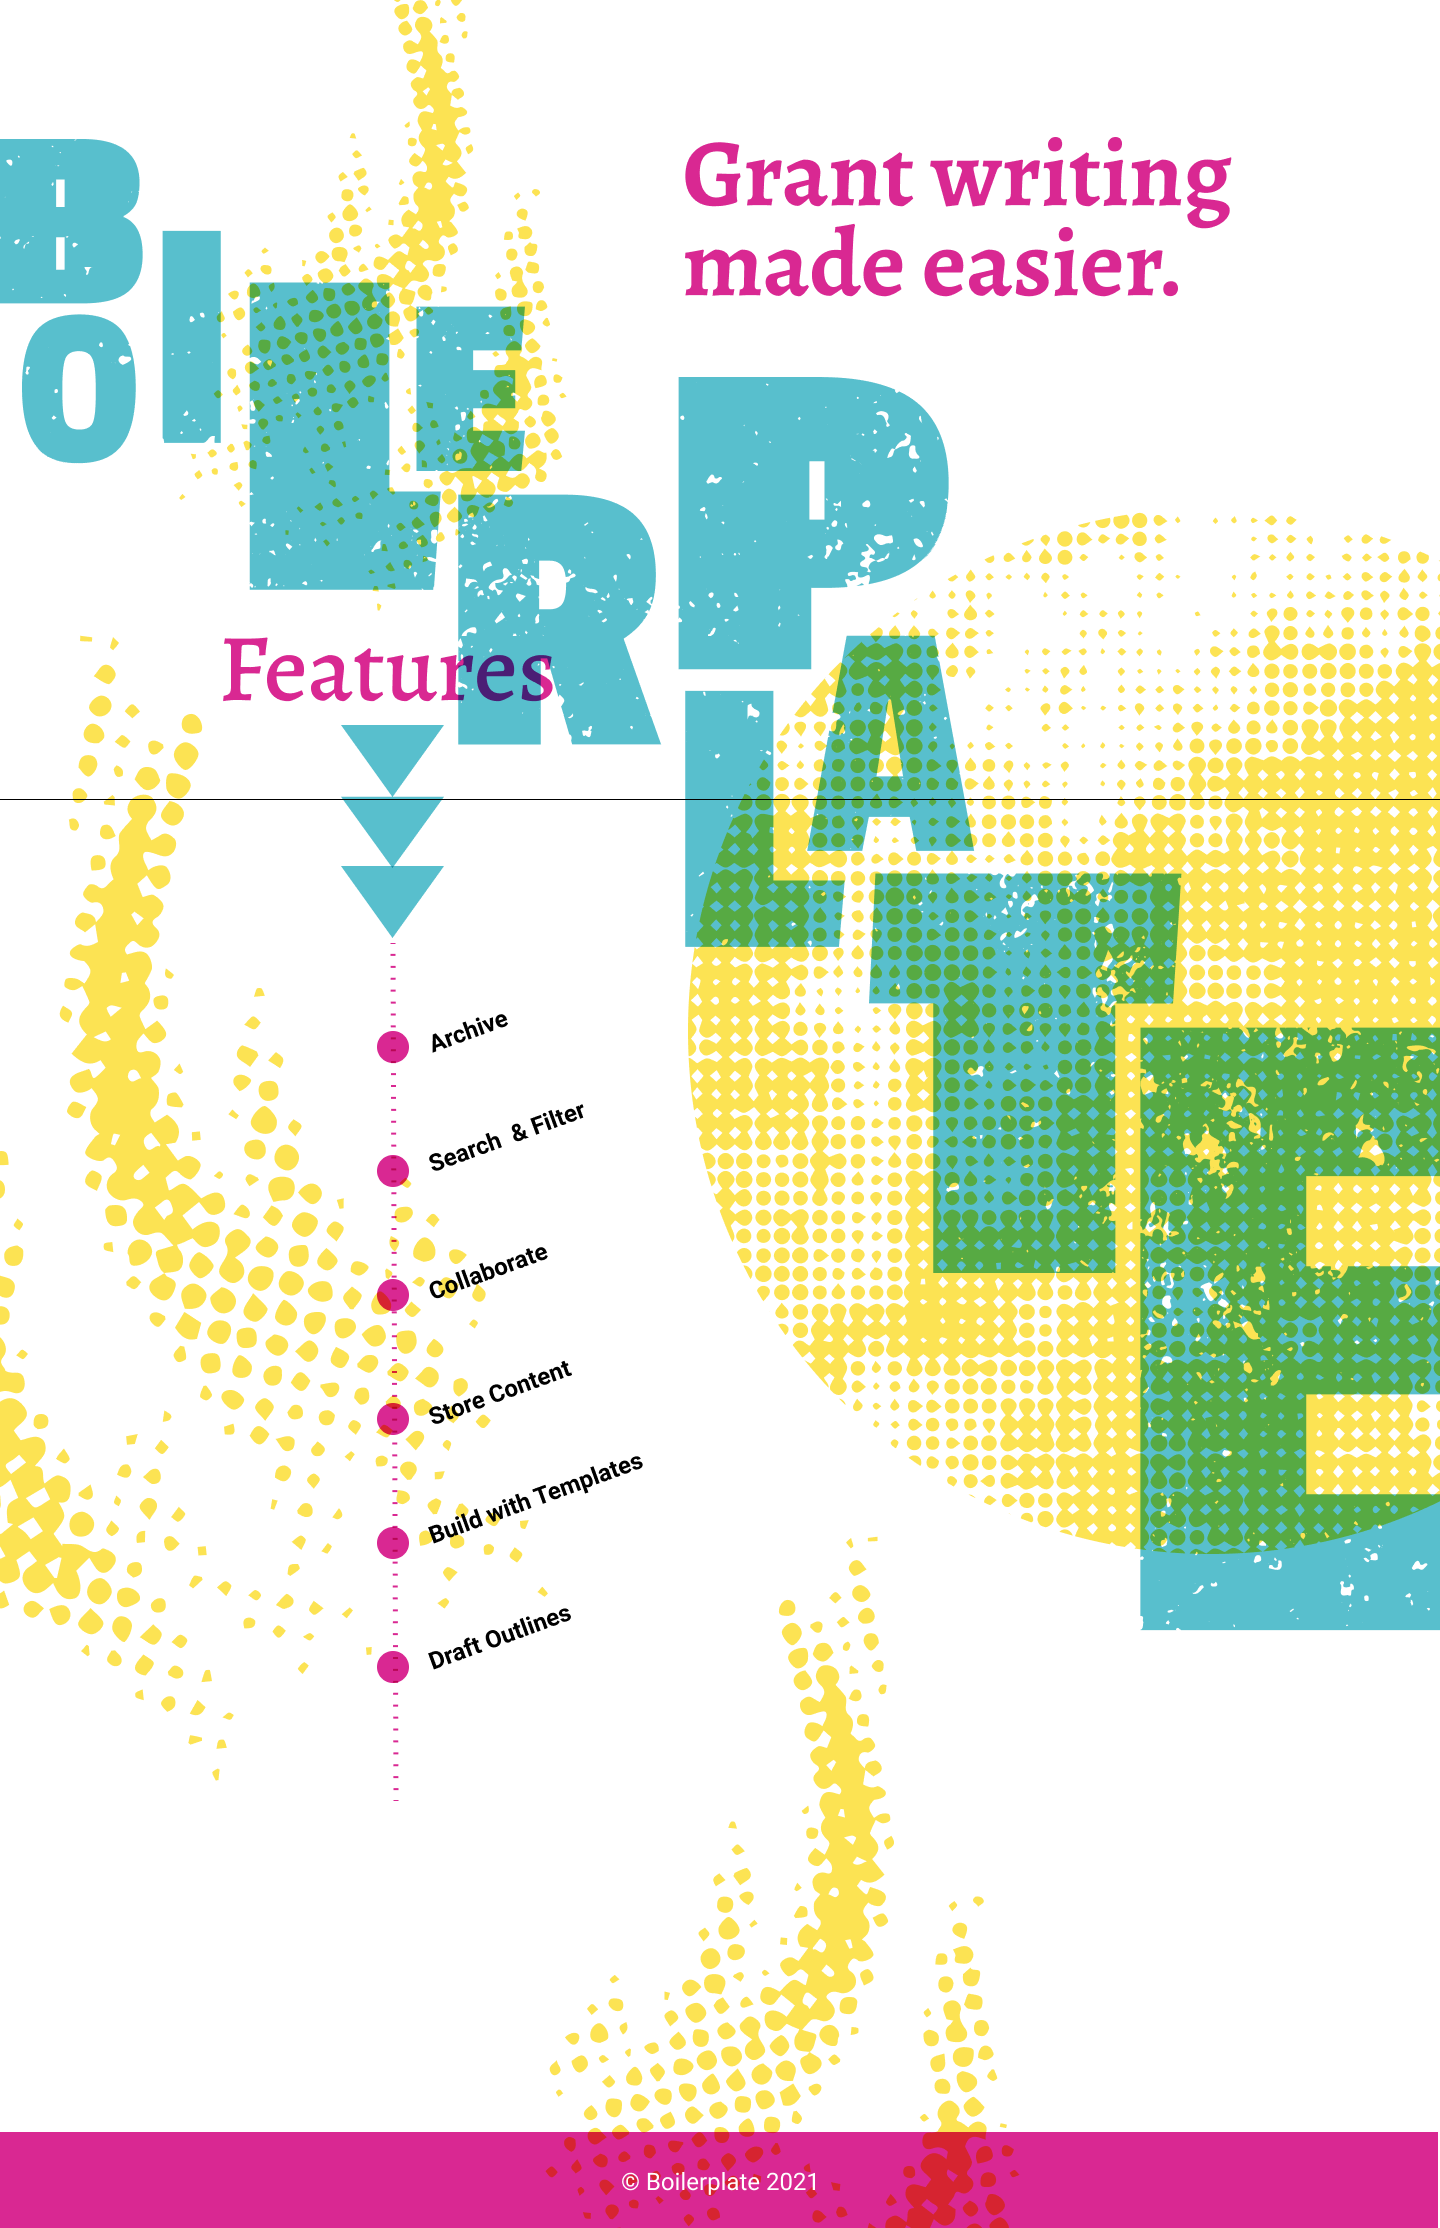 BOILERPLATE
Grant writing
made easier.
Features
Archive
Search & Filter
Collaborate
Store Content
Build with Templates
Draft Outlines
© Boilerplate 2021